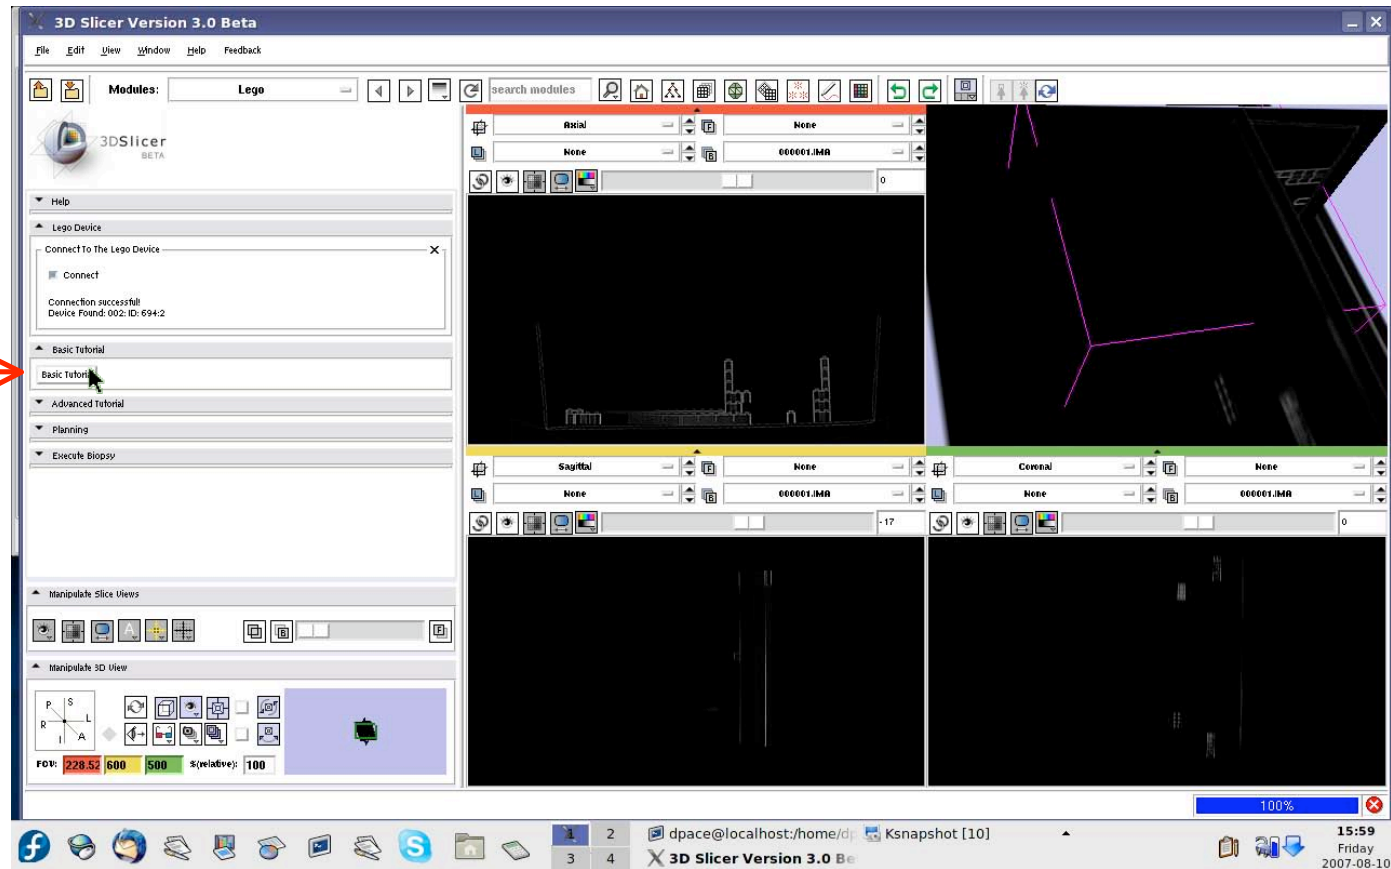 3D Slicer Version 3.0 Beta
File Edit View Window Help Feedback
Modules: Lego search modules
3DSlicer
BETA
Help
Lego Device
Connect To The Lego Device
Connect
Connection successful!
Device Found: 002: ID: 694:2
Basic Tutorial
Basic Tutorial
Advanced Tutorial
Planning
Execute Biopsy
Manipulate Slice Views
B F
Manipulate 3D View
P S
R L
I A
FOV: 228.52 600 500 %(relative): 100
Axial F None
L None B 000001.IMA
0
Sagittal F None
L None B 000001.IMA
-17
Coronal F None
L None B 000001.IMA
0
100%
1 2
3 4
dpace@localhost:/home/dp
Ksnapshot [10]
3D Slicer Version 3.0 Be
15:59
Friday
2007-08-10